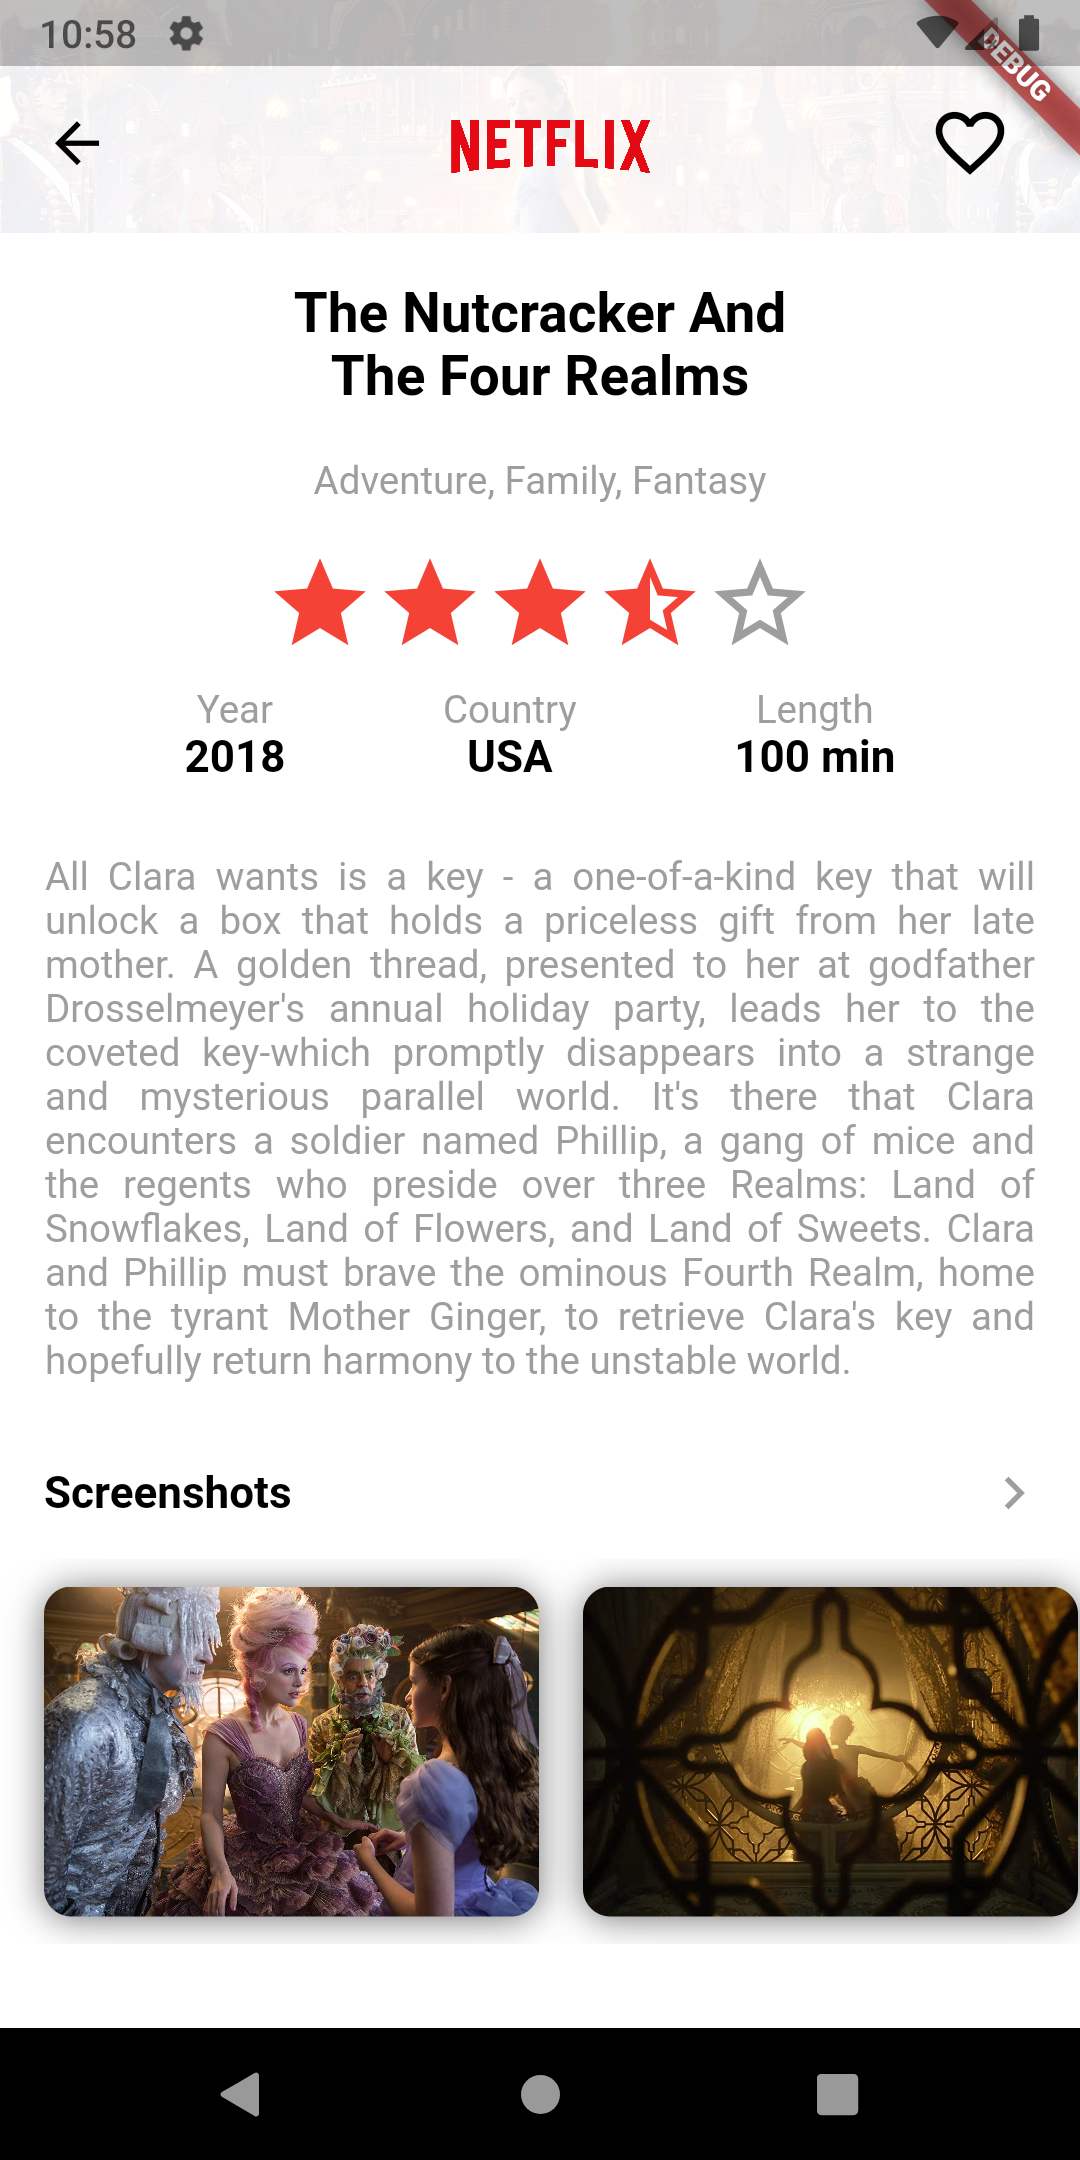 10:58
DEBUG
NETFLIX
The Nutcracker And
The Four Realms
Adventure, Family, Fantasy
Year
Country
Length
2018
USA
100 min
All Clara wants is a key - a one-of-a-kind key that will
unlock a box that holds a priceless gift from her late
mother. A golden thread, presented to her at godfather
Drosselmeyer's annual holiday party, leads her to the
coveted key-which promptly disappears into a strange
and mysterious parallel world. It's there that Clara
encounters a soldier named Phillip, a gang of mice and
the regents who preside over three Realms: Land of
Snowflakes, Land of Flowers, and Land of Sweets. Clara
and Phillip must brave the ominous Fourth Realm, home
to the tyrant Mother Ginger, to retrieve Clara's key and
hopefully return harmony to the unstable world.
Screenshots